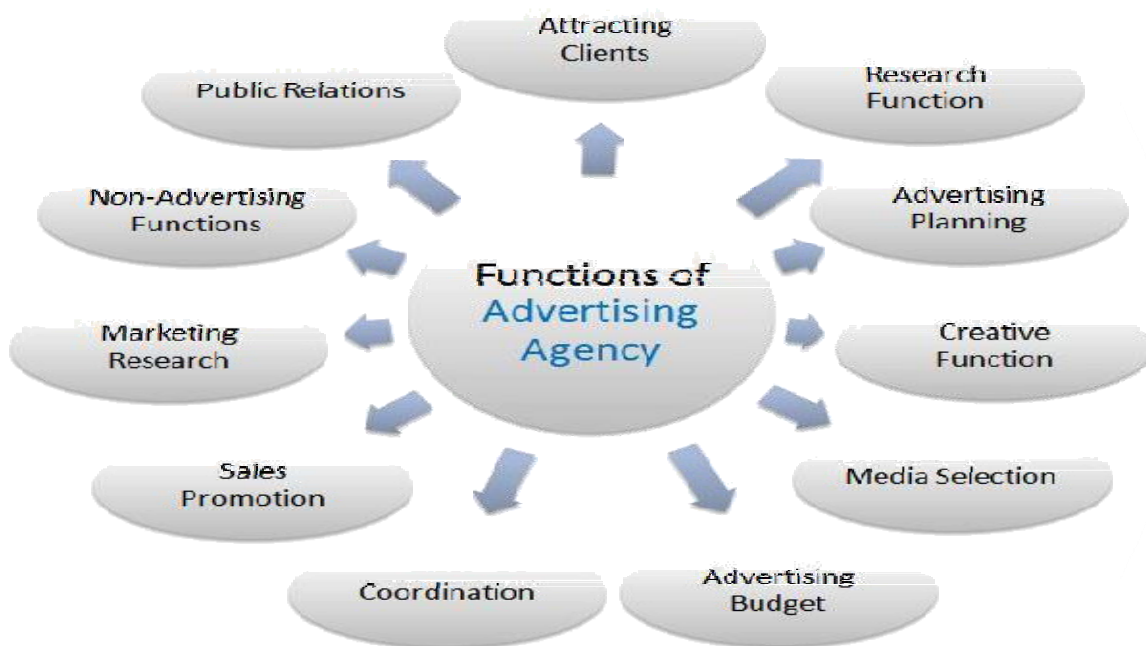 Functions of
Advertising
Agency
Attracting
Clients
Research
Function
Advertising
Planning
Creative
Function
Media Selection
Advertising
Budget
Coordination
Sales
Promotion
Marketing
Research
Non-Advertising
Functions
Public Relations